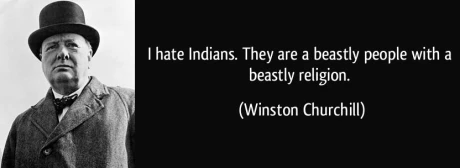 I hate Indians. They are a beastly people with a
beastly religion.
(Winston Churchill)